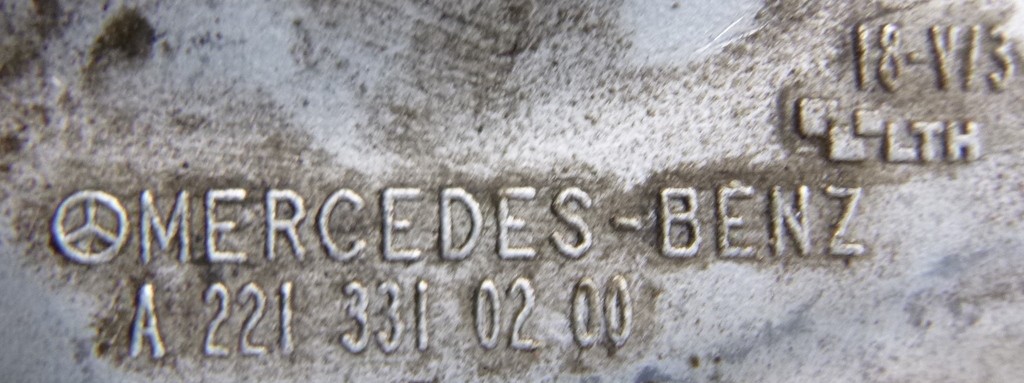 18-V/3
LTH
MERCEDES-BENZ
A 221 331 02 00